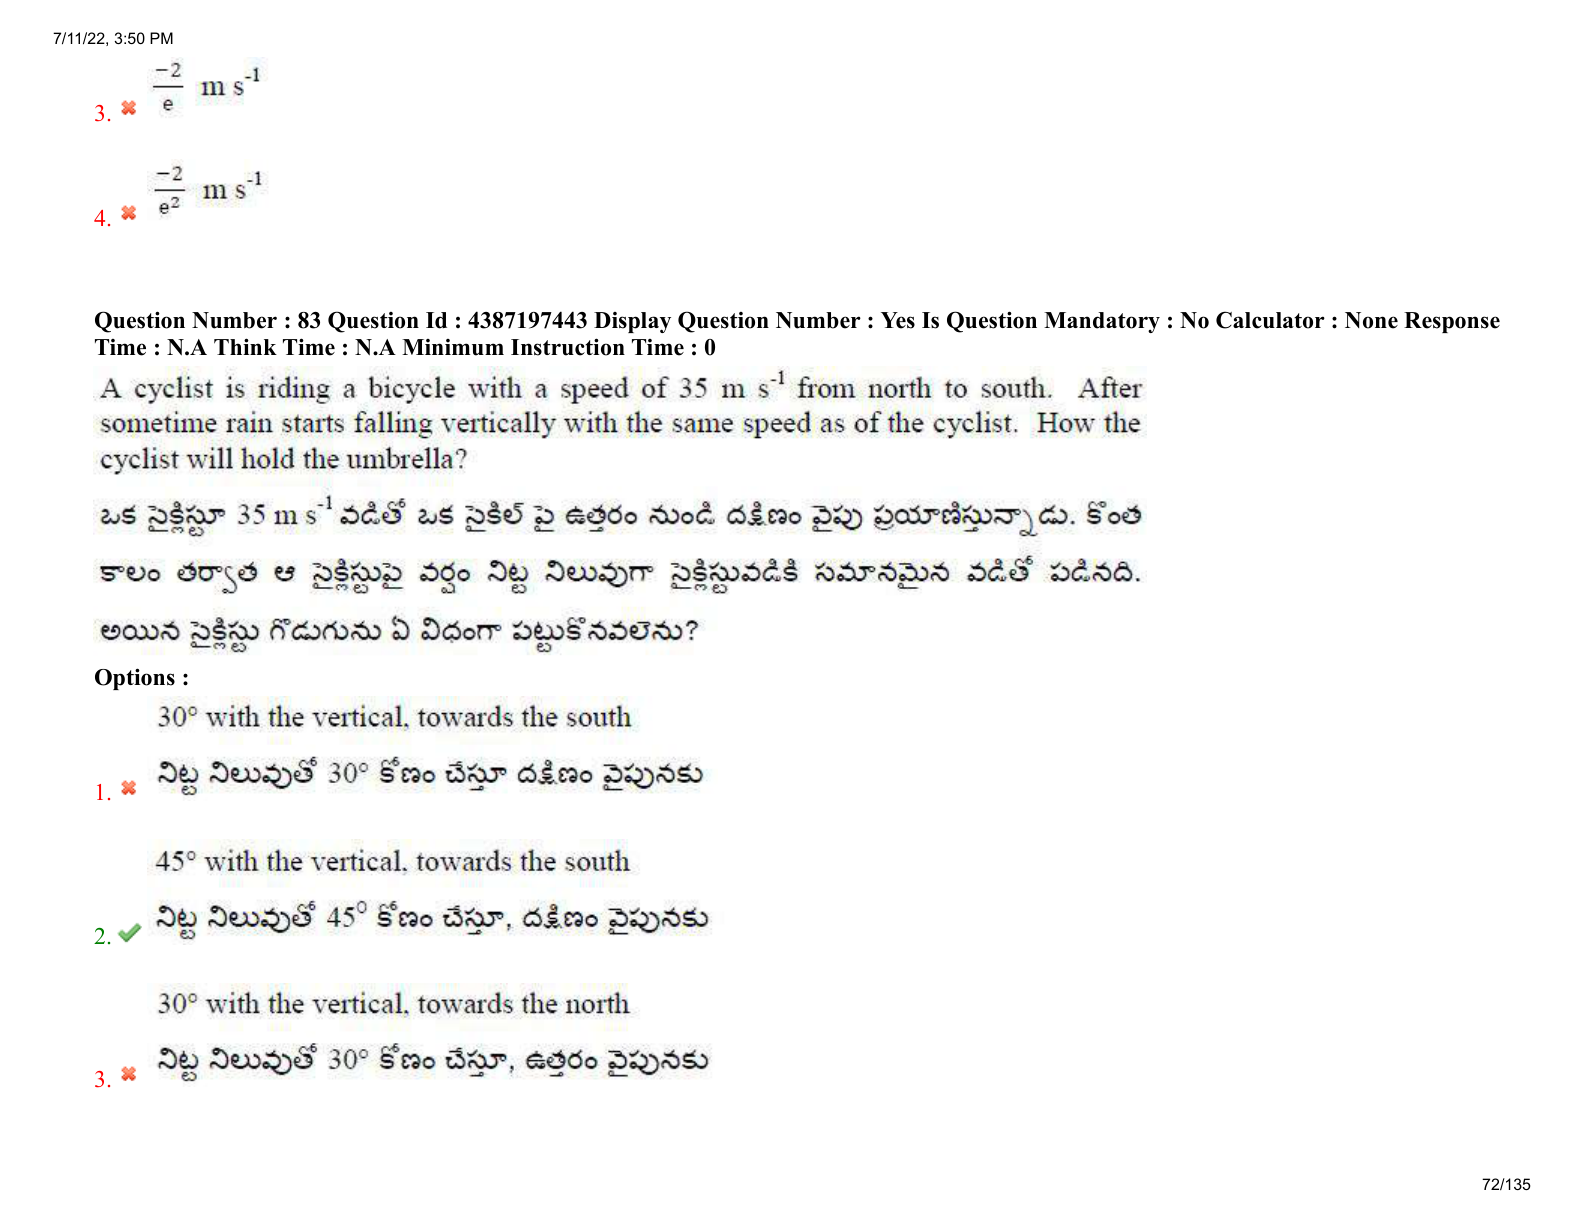 7/11/22, 3:50 PM
−2/e m s⁻¹
3.
−2/e² m s⁻¹
4.
Question Number : 83 Question Id : 4387197443 Display Question Number : Yes Is Question Mandatory : No Calculator : None Response
Time : N.A Think Time : N.A Minimum Instruction Time : 0
A cyclist is riding a bicycle with a speed of 35 m s⁻¹ from north to south. After
sometime rain starts falling vertically with the same speed as of the cyclist. How the
cyclist will hold the umbrella?
ఒక సైక్లిస్టూ 35 m s⁻¹ వడితో ఒక సైకిల్ పై ఉత్తరం నుండి దక్షిణం వైపు ప్రయాణిస్తున్నాడు. కొంత
కాలం తర్వాత ఆ సైక్లిస్టుపై వర్షం నిట్ట నిలువుగా సైక్లిస్టువడికి సమానమైన వడితో పడినది.
అయిన సైక్లిస్టు గొడుగును ఏ విధంగా పట్టుకొనవలెను?
Options :
30° with the vertical, towards the south
నిట్ట నిలువుతో 30° కోణం చేస్తూ దక్షిణం వైపునకు
1.
45° with the vertical, towards the south
నిట్ట నిలువుతో 45⁰ కోణం చేస్తూ, దక్షిణం వైపునకు
2.
30° with the vertical, towards the north
నిట్ట నిలువుతో 30° కోణం చేస్తూ, ఉత్తరం వైపునకు
3.
72/135